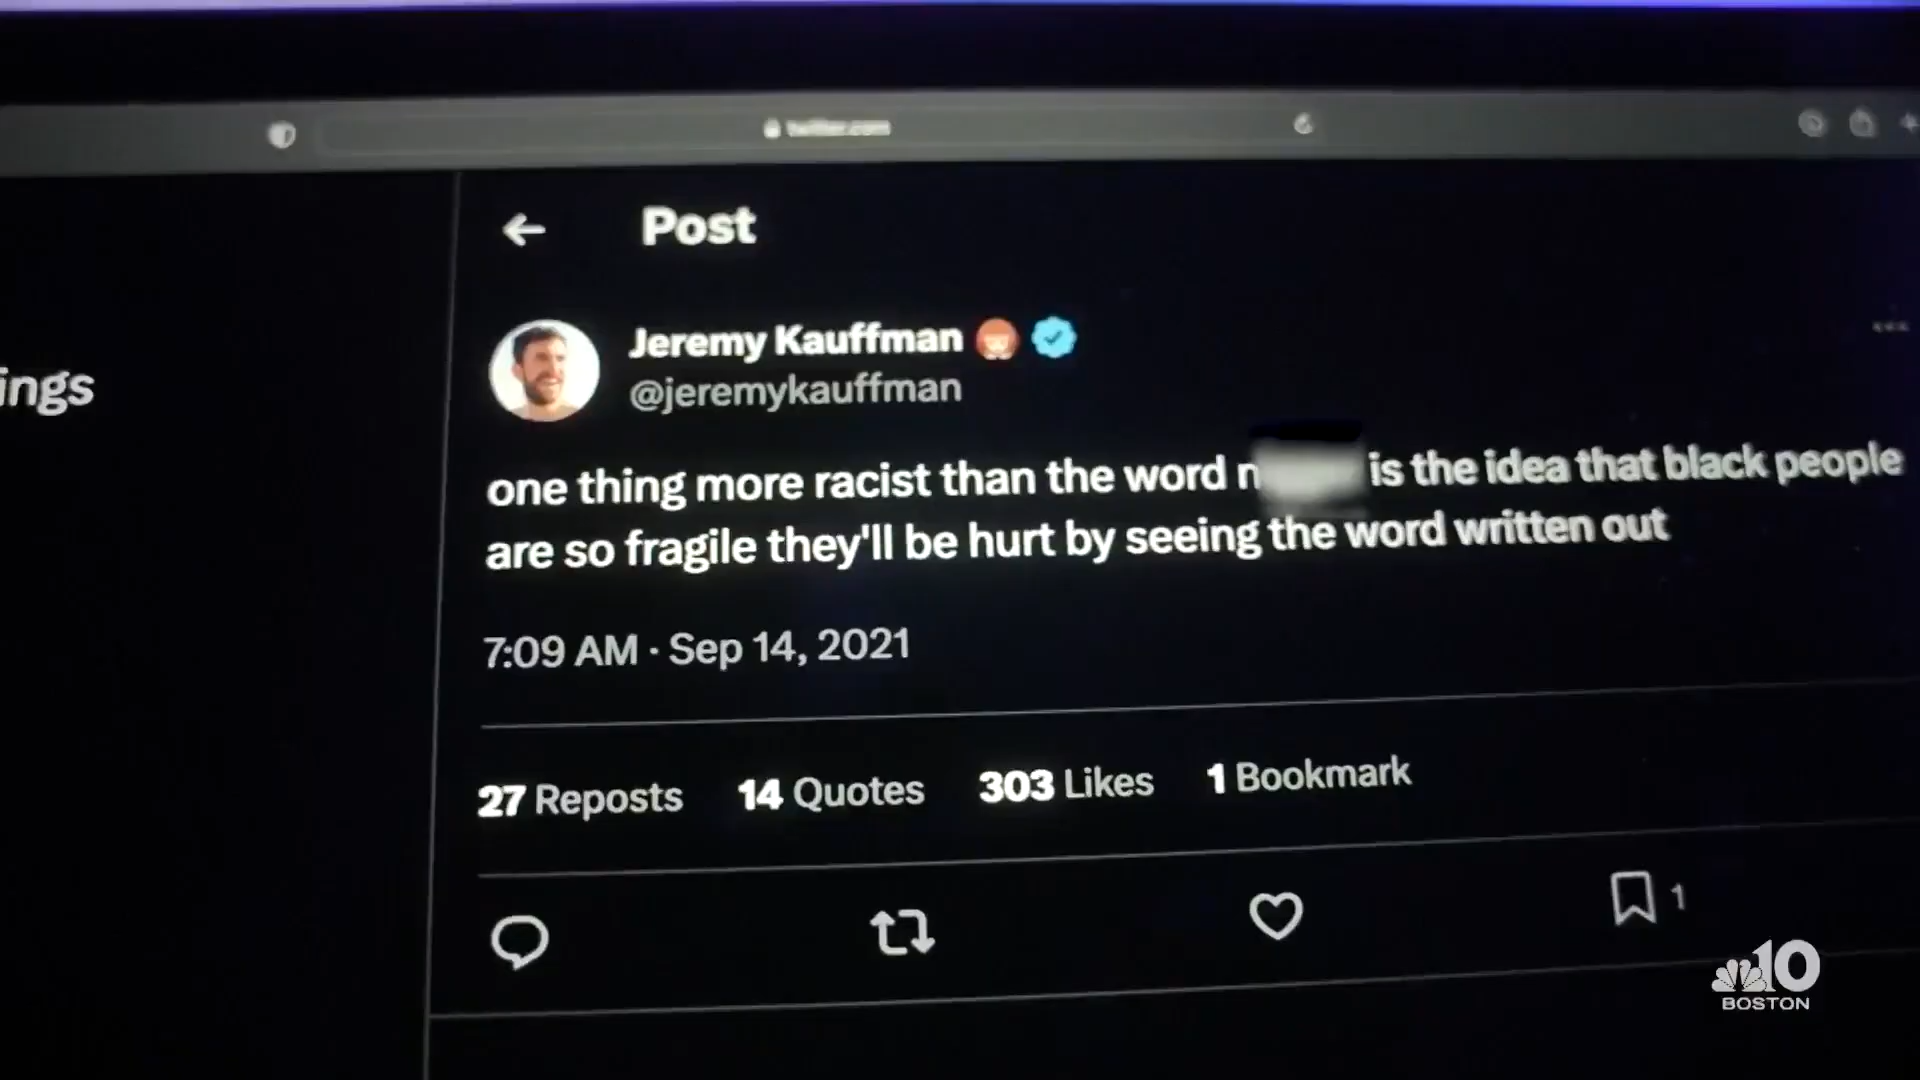 twitter.com
Post
ings
Jeremy Kauffman
@jeremykauffman
one thing more racist than the word n is the idea that black people
are so fragile they'll be hurt by seeing the word written out
7:09 AM · Sep 14, 2021
27 Reposts 14 Quotes 303 Likes 1 Bookmark
1
10
BOSTON